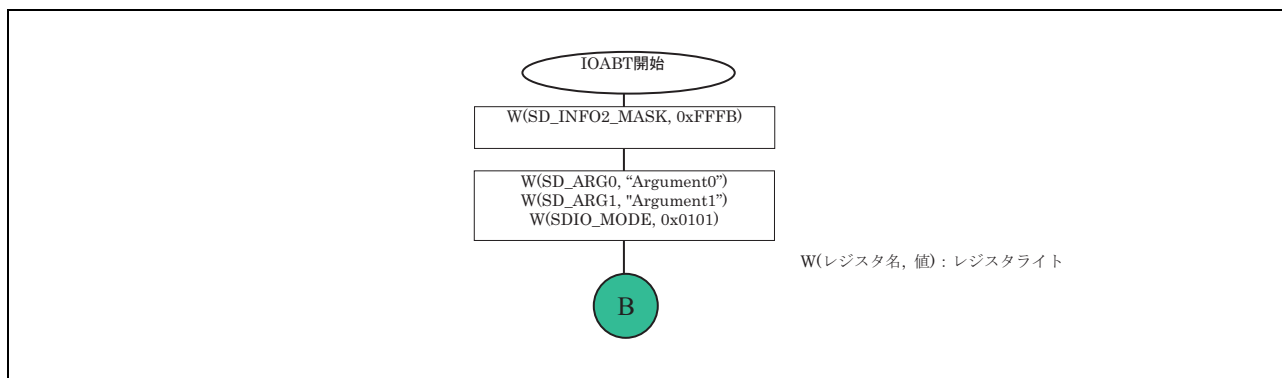 IOABT開始
W(SD_INFO2_MASK, 0xFFFB)
W(SD_ARG0, “Argument0”)
W(SD_ARG1, "Argument1”)
W(SDIO_MODE, 0x0101)
W(レジスタ名, 値) : レジスタライト
B